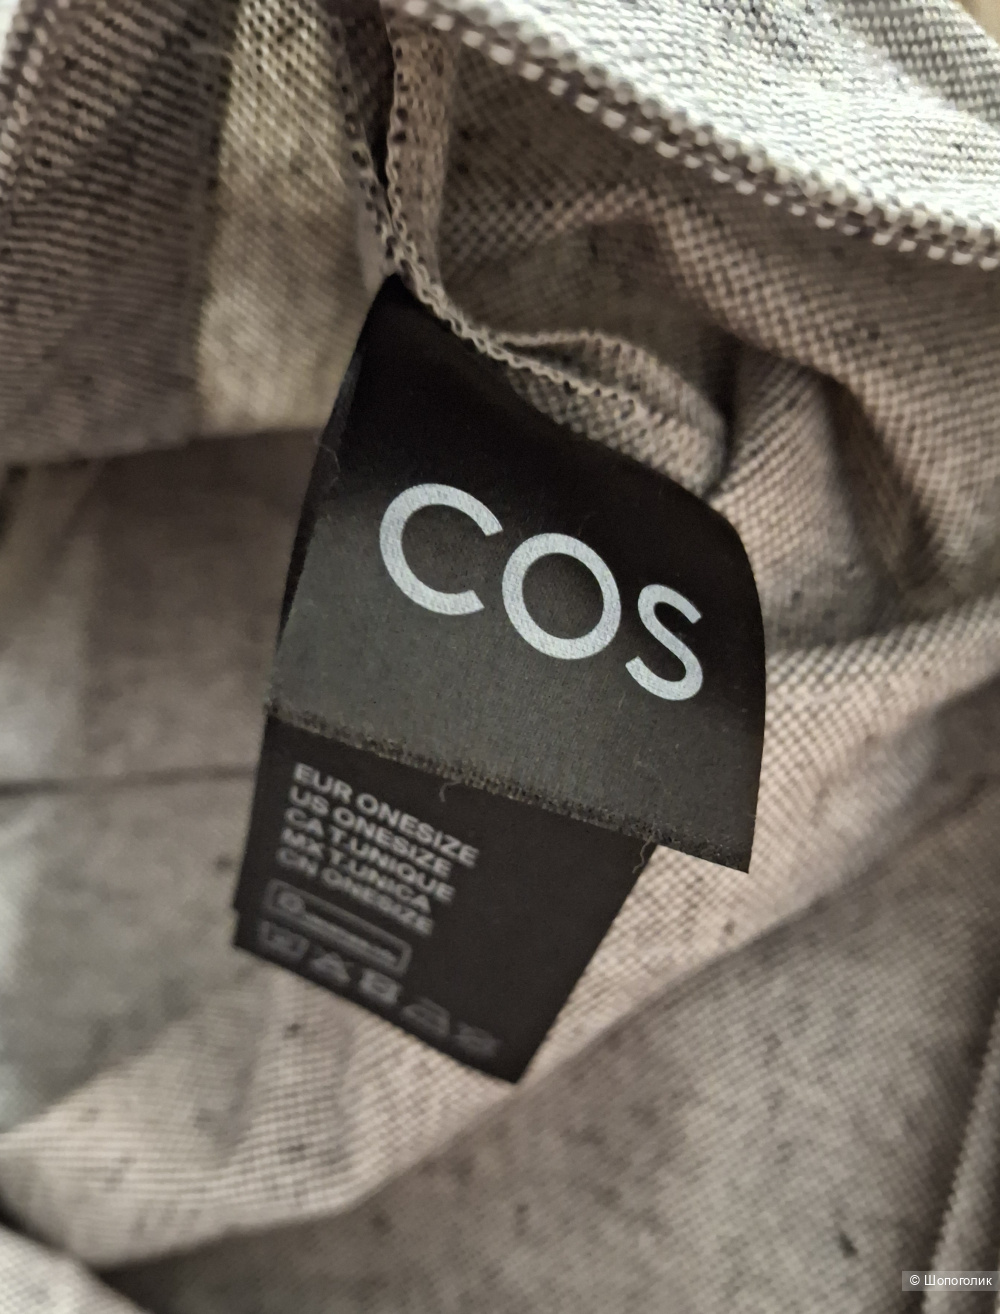 COS
EUR ONESIZE
US ONESIZE
CA T.UNIQUE
MX T.UNICA
CN ONESIZE
© Шопоголик